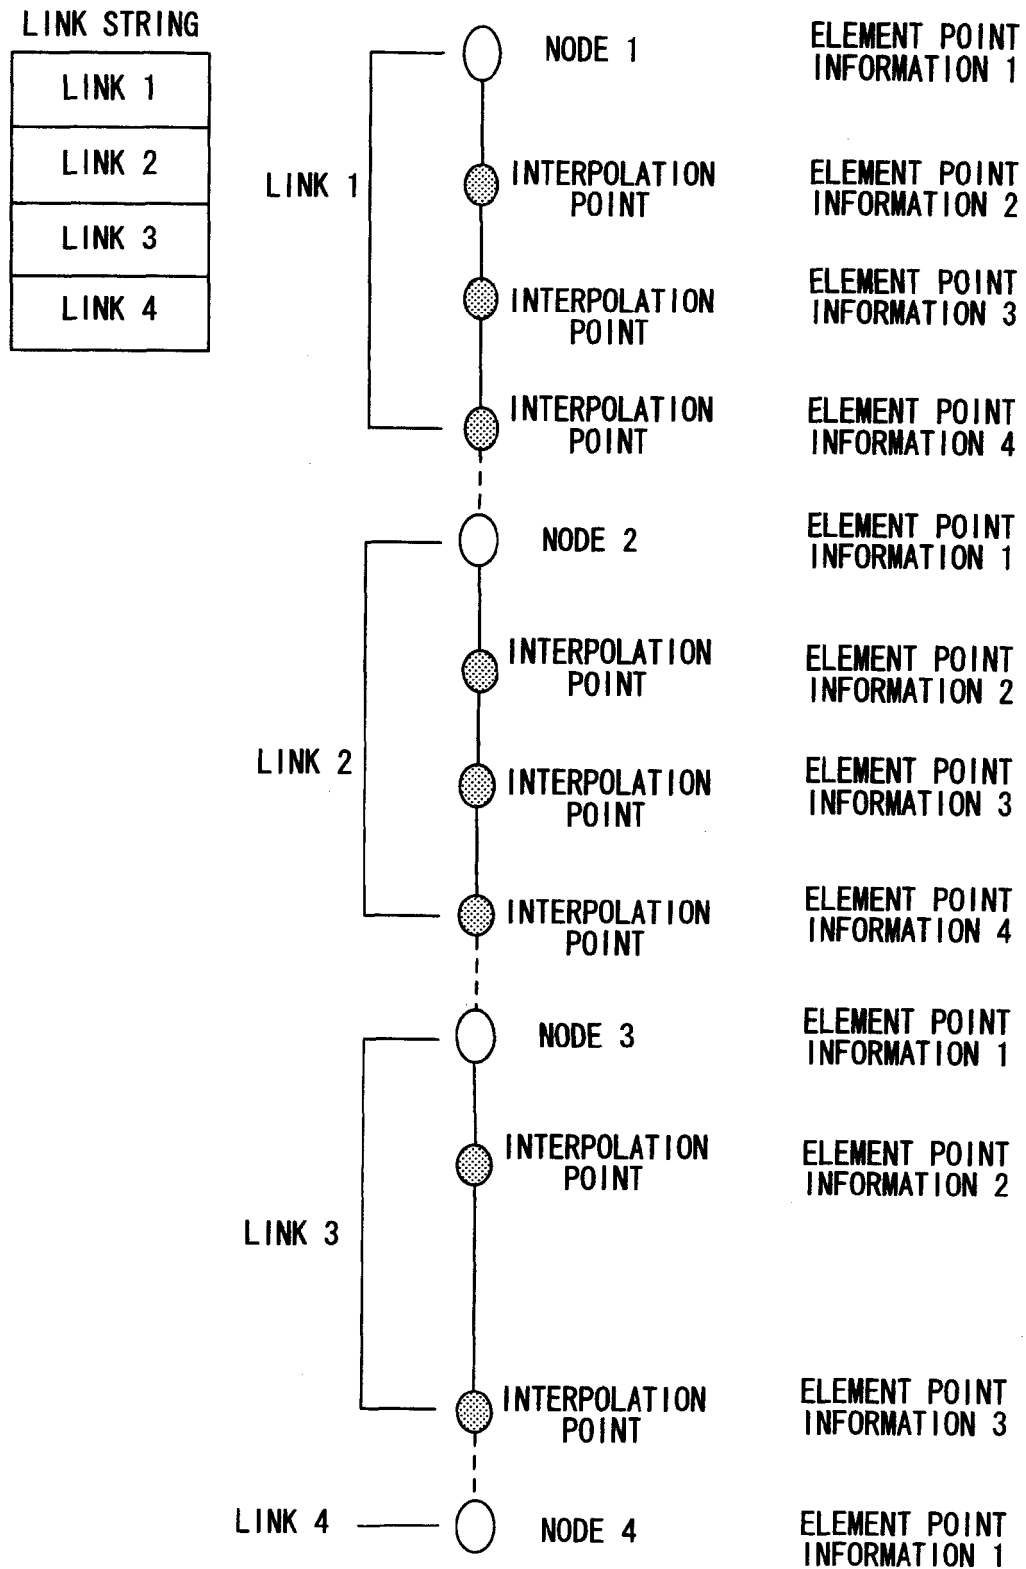 LINK STRING
LINK 1
LINK 2
LINK 3
LINK 4
LINK 1
NODE 1
ELEMENT POINT
INFORMATION 1
INTERPOLATION
POINT
ELEMENT POINT
INFORMATION 2
INTERPOLATION
POINT
ELEMENT POINT
INFORMATION 3
INTERPOLATION
POINT
ELEMENT POINT
INFORMATION 4
LINK 2
NODE 2
ELEMENT POINT
INFORMATION 1
INTERPOLATION
POINT
ELEMENT POINT
INFORMATION 2
INTERPOLATION
POINT
ELEMENT POINT
INFORMATION 3
INTERPOLATION
POINT
ELEMENT POINT
INFORMATION 4
LINK 3
NODE 3
ELEMENT POINT
INFORMATION 1
INTERPOLATION
POINT
ELEMENT POINT
INFORMATION 2
INTERPOLATION
POINT
ELEMENT POINT
INFORMATION 3
LINK 4
NODE 4
ELEMENT POINT
INFORMATION 1